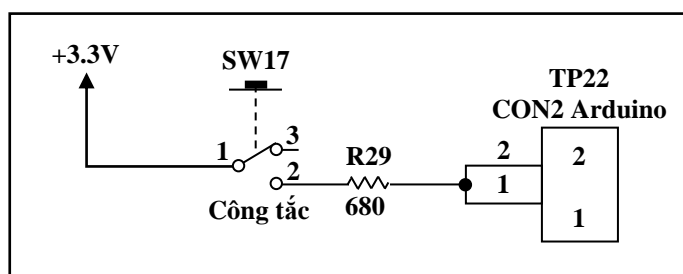 +3.3V
SW17
TP22
CON2 Arduino
1
3
2
R29
680
Công tắc
2
1
2
1